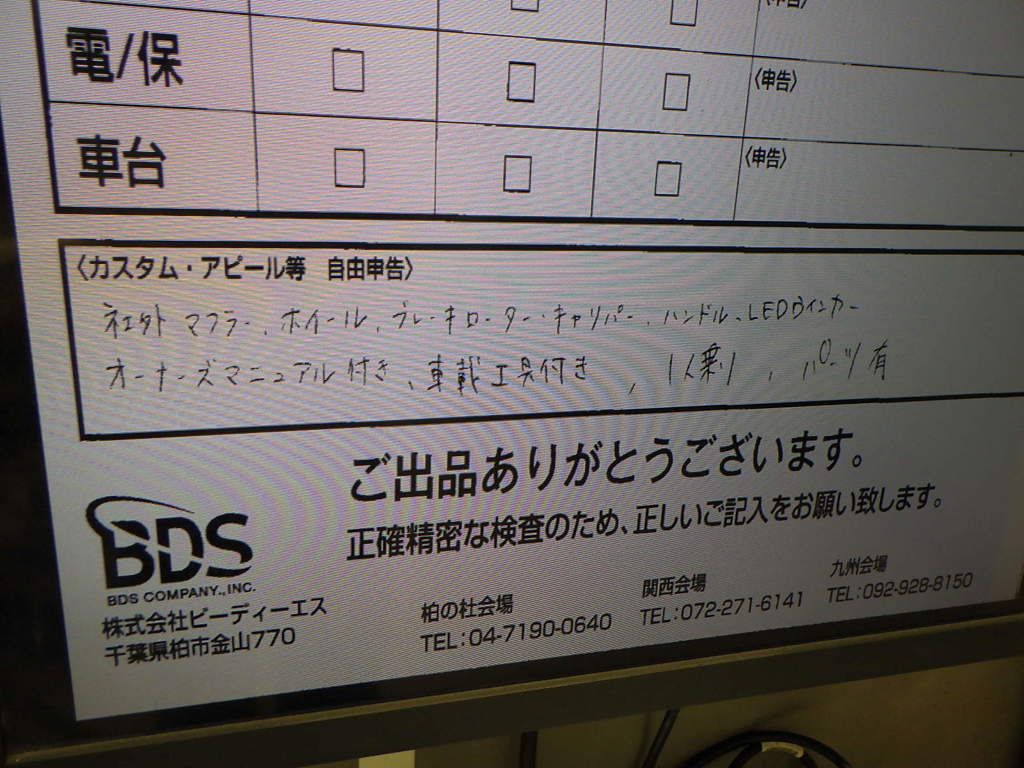 〈申告〉
電/保 □ □ □ 〈申告〉
車台 □ □ □ 〈申告〉
〈カスタム・アピール等 自由申告〉
社外マフラー、ホイール、ブレーキローター・キャリパー、ハンドル、LEDウインカー
オーナーズマニュアル付き、車載工具付き 、1人乗り 、パーツ有
ご出品ありがとうございます。
正確精密な検査のため、正しいご記入をお願い致します。
BDS
BDS COMPANY.,INC.
株式会社ビーディーエス
千葉県柏市金山770
柏の杜会場
TEL:04-7190-0640
関西会場
TEL:072-271-6141
九州会場
TEL:092-928-8150